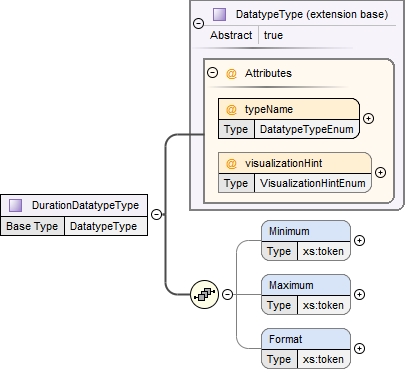 DatatypeType (extension base)
Abstract true
@ Attributes
@ typeName
Type DatatypeTypeEnum
@ visualizationHint
Type VisualizationHintEnum
DurationDatatypeType
Base Type DatatypeType
Minimum
Type xs:token
Maximum
Type xs:token
Format
Type xs:token